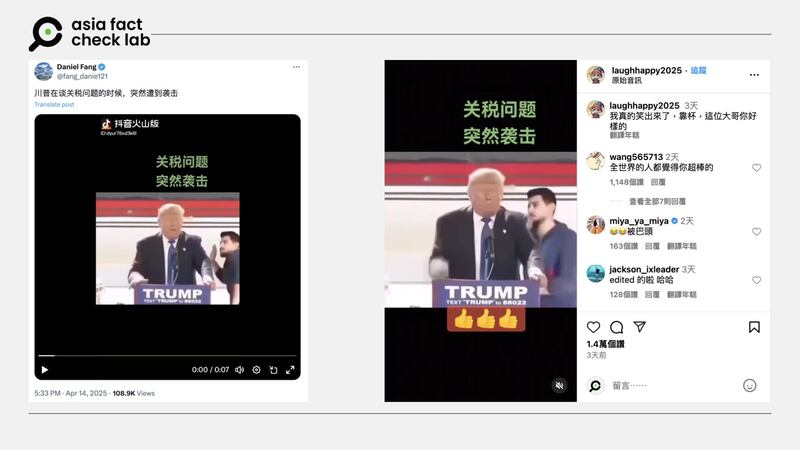 asia fact
check lab
Daniel Fang
@fang_danie121
川普在谈关税问题的时候，突然遭到袭击
Translate post
抖音火山版
关税问题
突然袭击
TRUMP
TEXT "TRUMP" to 88022
0:00 / 0:07
5:33 PM · Apr 14, 2025 · 108.9K Views
关税问题
突然袭击
TRUMP
TEXT "TRUMP" to 88022
laughhappy2025 · 追蹤
原始音訊
laughhappy2025 3天
我真的笑出來了，靠杯，這位大哥你好
樣的
翻譯年糕
wang565713 2天
全世界的人都覺得你超棒的
1,148個讚 回覆
查看全部7則回覆
miya_ya_miya 2天
😂😂被巴頭
163個讚 回覆 翻譯年糕
jackson_ixleader 3天
edited 的啦 哈哈
128個讚 回覆 翻譯年糕
1.4萬個讚
3天前
留言⋯⋯